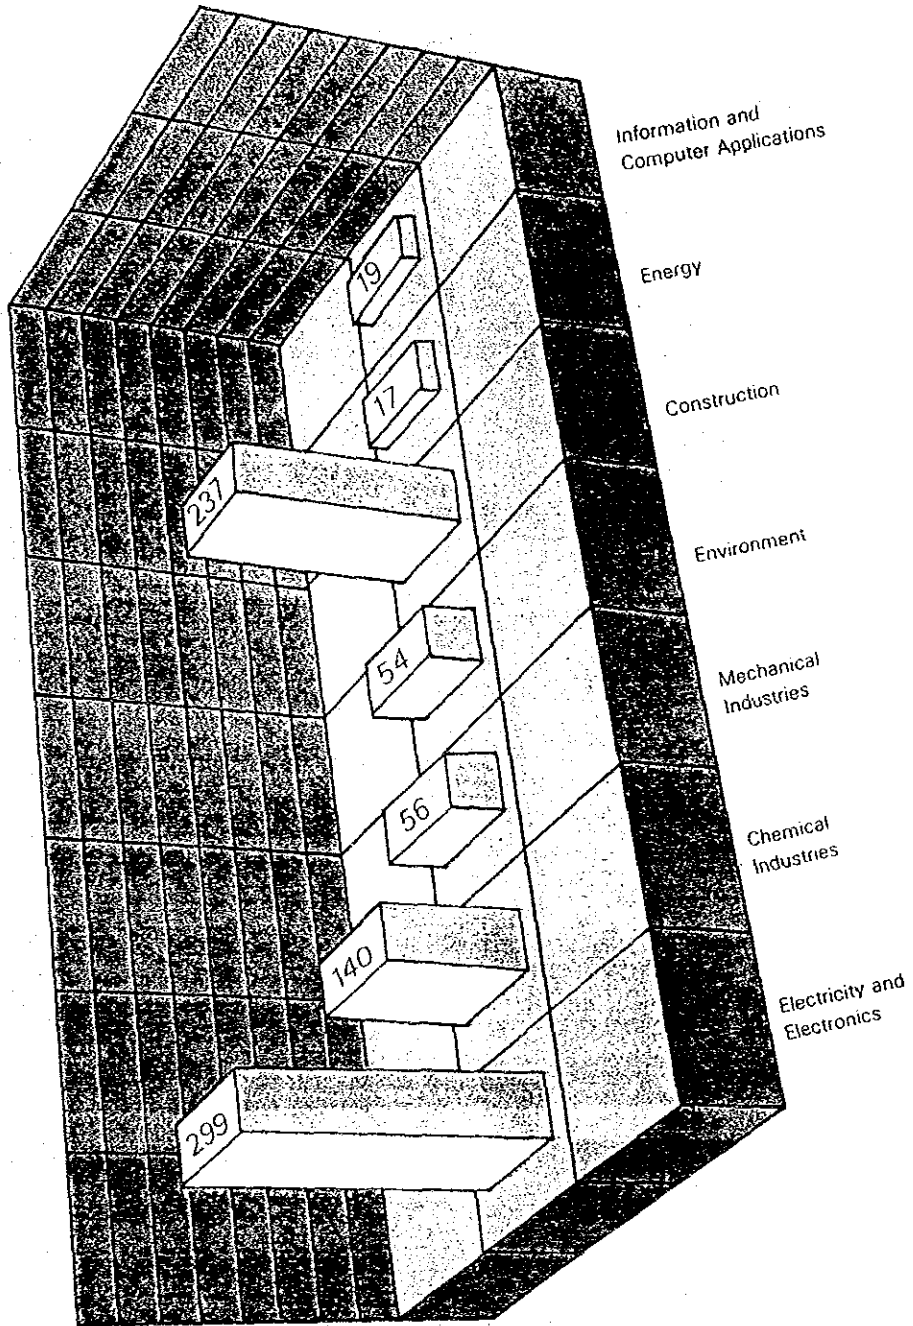 Information and
Computer Applications
19
Energy
17
Construction
237
Environment
54
Mechanical
Industries
56
Chemical
Industries
140
Electricity and
Electronics
299